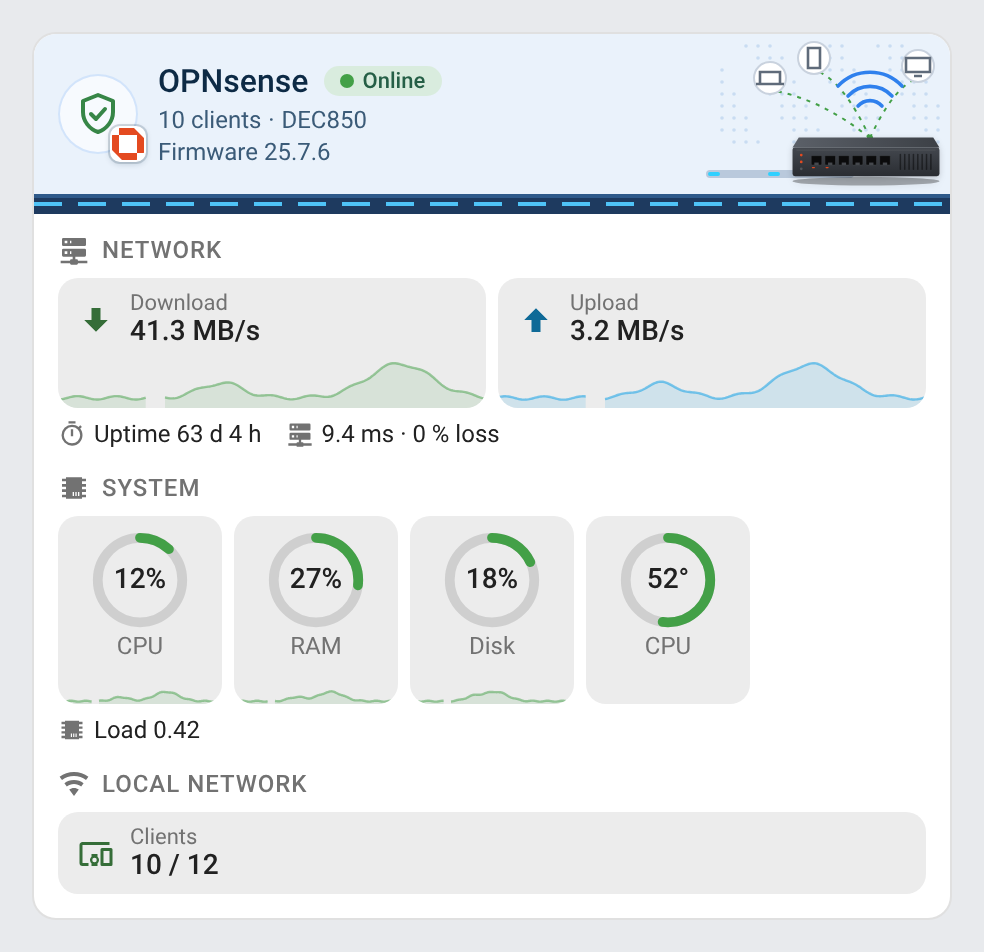 OPNsense
Online
10 clients · DEC850
Firmware 25.7.6
NETWORK
Download
41.3 MB/s
Upload
3.2 MB/s
Uptime 63 d 4 h
9.4 ms · 0 % loss
SYSTEM
12%
CPU
27%
RAM
18%
Disk
52°
CPU
Load 0.42
LOCAL NETWORK
Clients
10 / 12